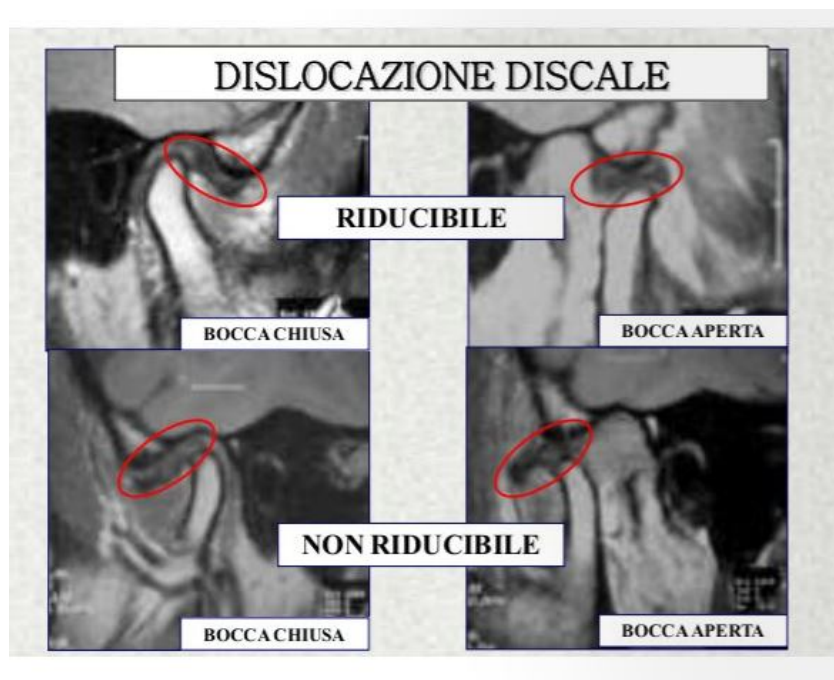 DISLOCAZIONE DISCALE
RIDUCIBILE
BOCCA CHIUSA
BOCCA APERTA
NON RIDUCIBILE
BOCCA CHIUSA
BOCCA APERTA